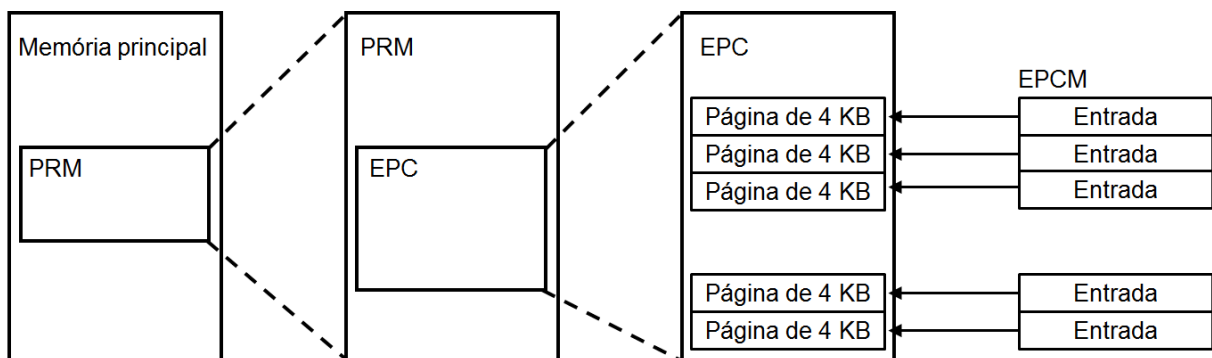 Memória principal
PRM
PRM
EPC
EPC
Página de 4 KB
Página de 4 KB
Página de 4 KB
Página de 4 KB
Página de 4 KB
EPCM
Entrada
Entrada
Entrada
Entrada
Entrada